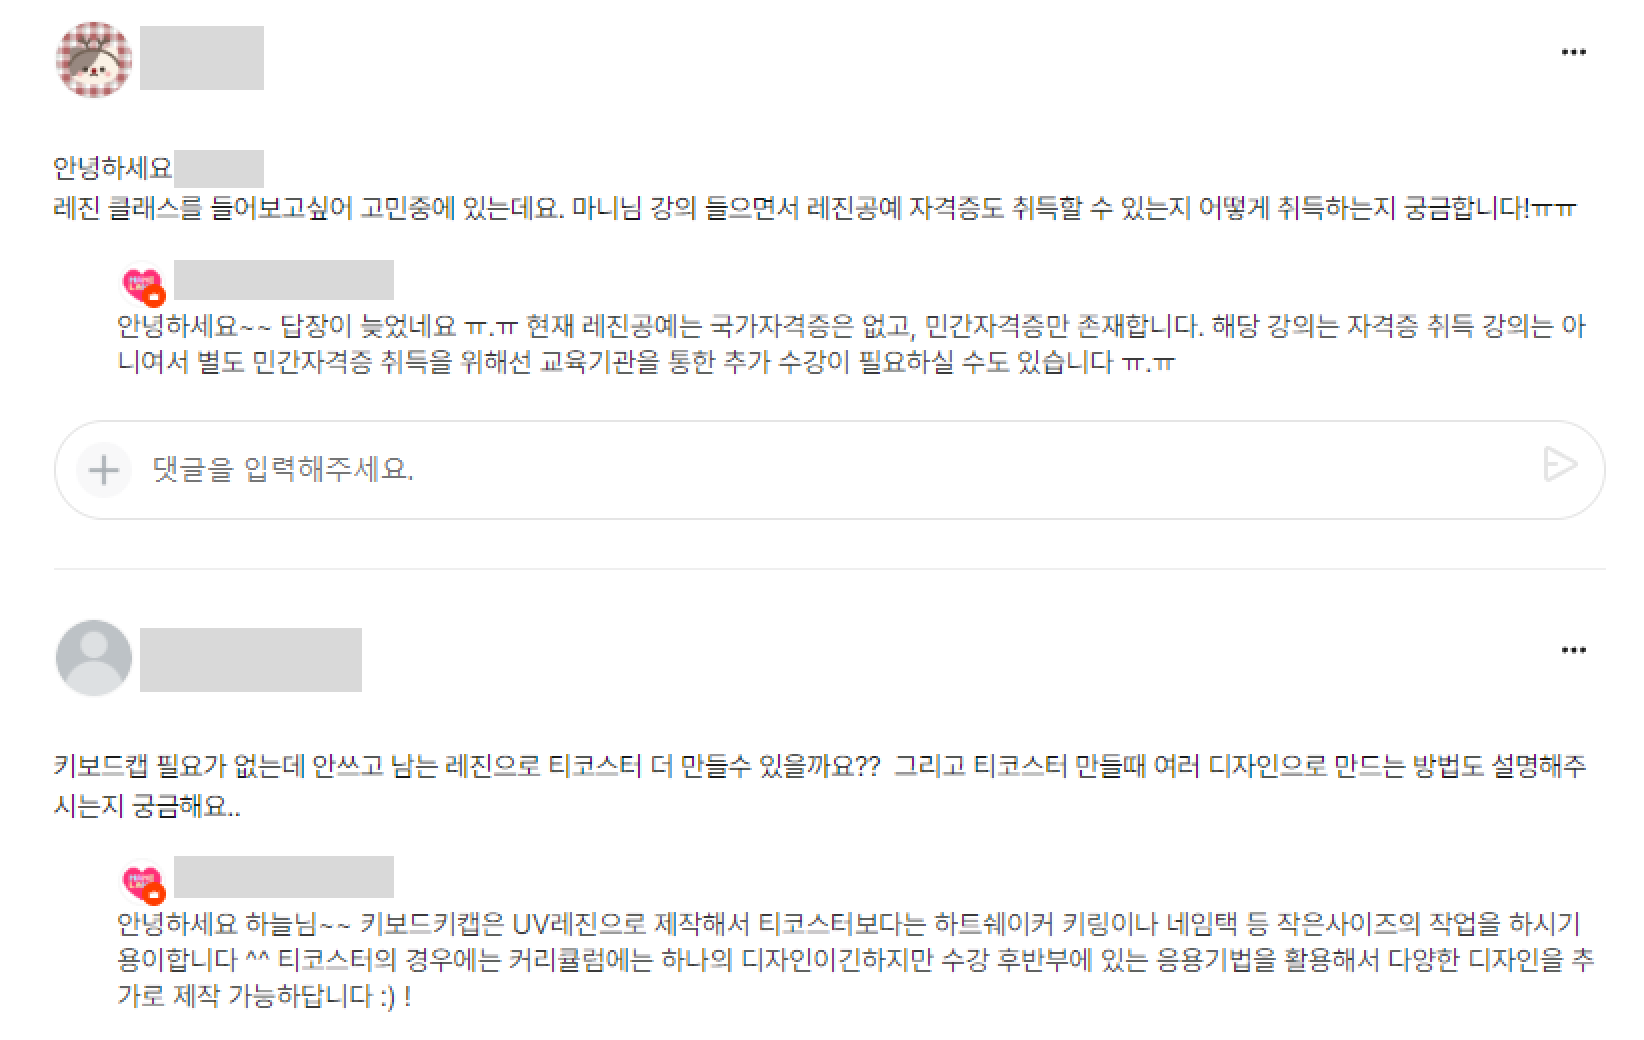 안녕하세요
레진 클래스를 들어보고싶어 고민중에 있는데요. 마니님 강의 들으면서 레진공예 자격증도 취득할 수 있는지 어떻게 취득하는지 궁금합니다!ㅠㅠ
안녕하세요~~ 답장이 늦었네요 ㅠ.ㅠ 현재 레진공예는 국가자격증은 없고, 민간자격증만 존재합니다. 해당 강의는 자격증 취득 강의는 아
니여서 별도 민간자격증 취득을 위해선 교육기관을 통한 추가 수강이 필요하실 수도 있습니다 ㅠ.ㅠ
댓글을 입력해주세요.
키보드캡 필요가 없는데 안쓰고 남는 레진으로 티코스터 더 만들수 있을까요?? 그리고 티코스터 만들때 여러 디자인으로 만드는 방법도 설명해주
시는지 궁금해요..
안녕하세요 하늘님~~ 키보드키캡은 UV레진으로 제작해서 티코스터보다는 하트쉐이커 키링이나 네임택 등 작은사이즈의 작업을 하시기
용이합니다 ^^ 티코스터의 경우에는 커리큘럼에는 하나의 디자인이긴하지만 수강 후반부에 있는 응용기법을 활용해서 다양한 디자인을 추
가로 제작 가능하답니다 :) !